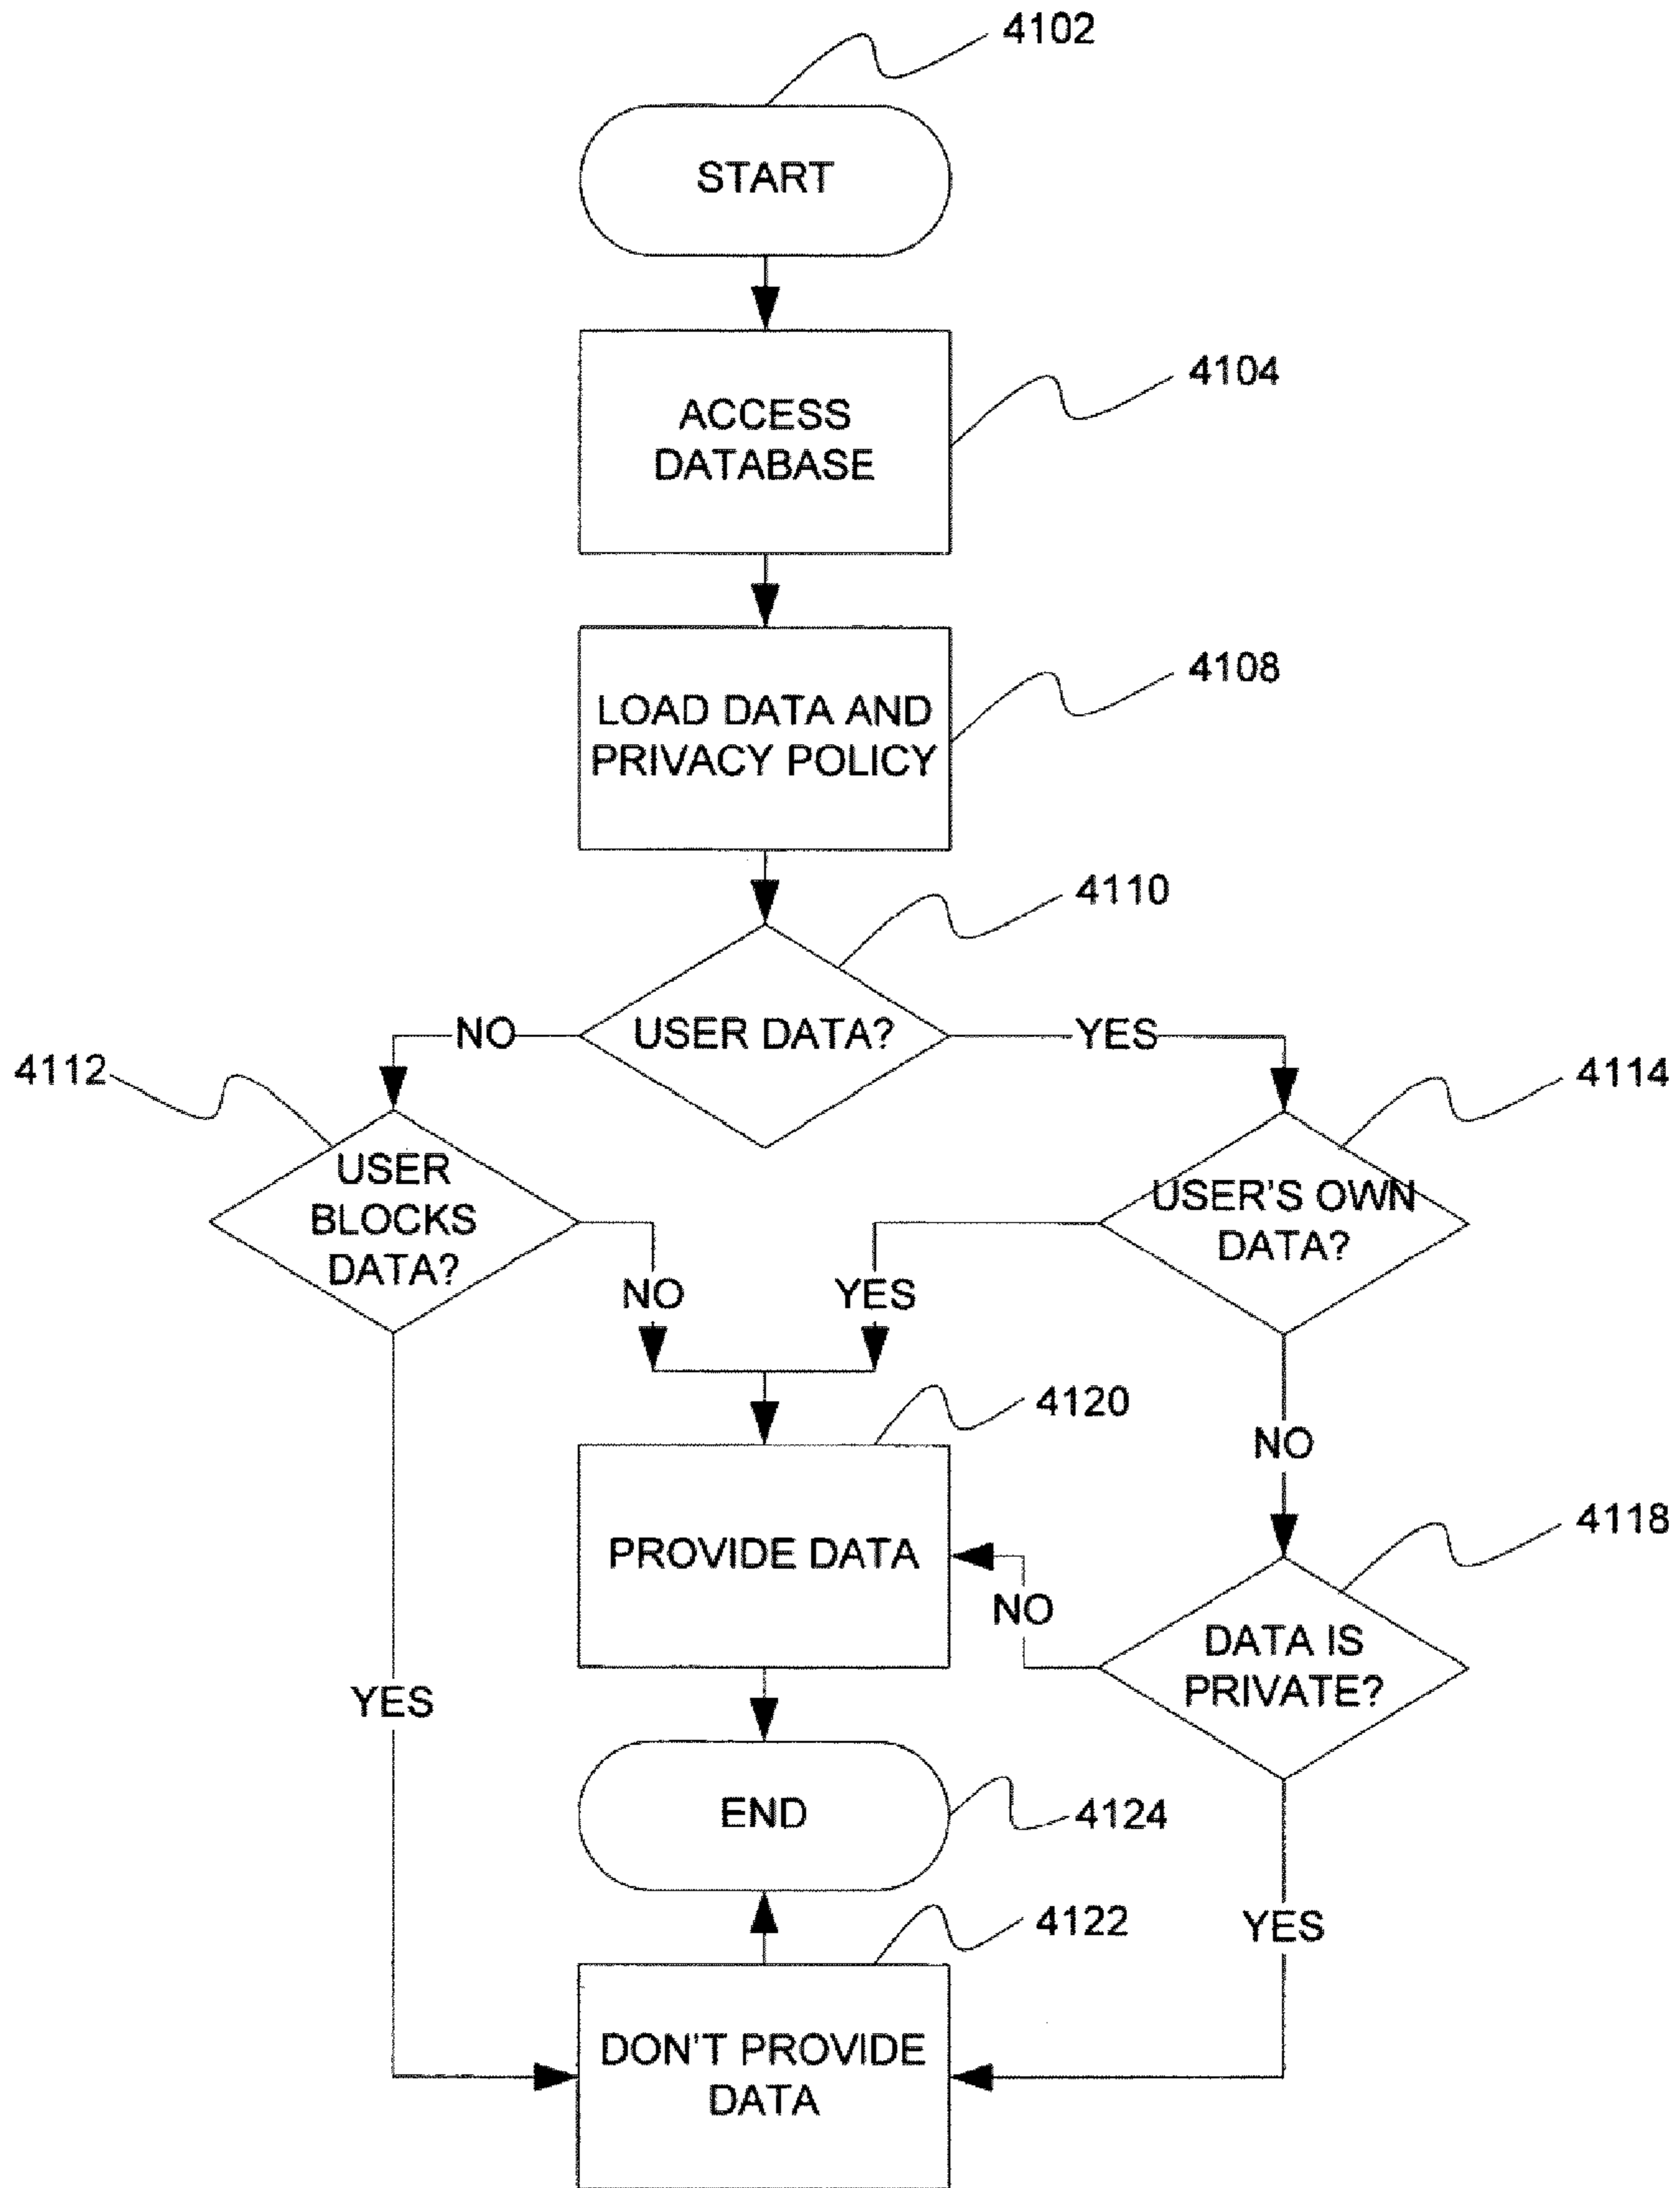 4102
START
4104
ACCESS
DATABASE
4108
LOAD DATA AND
PRIVACY POLICY
4110
NO
USER DATA?
YES
4112
4114
USER
BLOCKS
DATA?
USER'S OWN
DATA?
NO
YES
4120
NO
4118
PROVIDE DATA
NO
DATA IS
PRIVATE?
YES
END
4124
4122
YES
DON'T PROVIDE
DATA